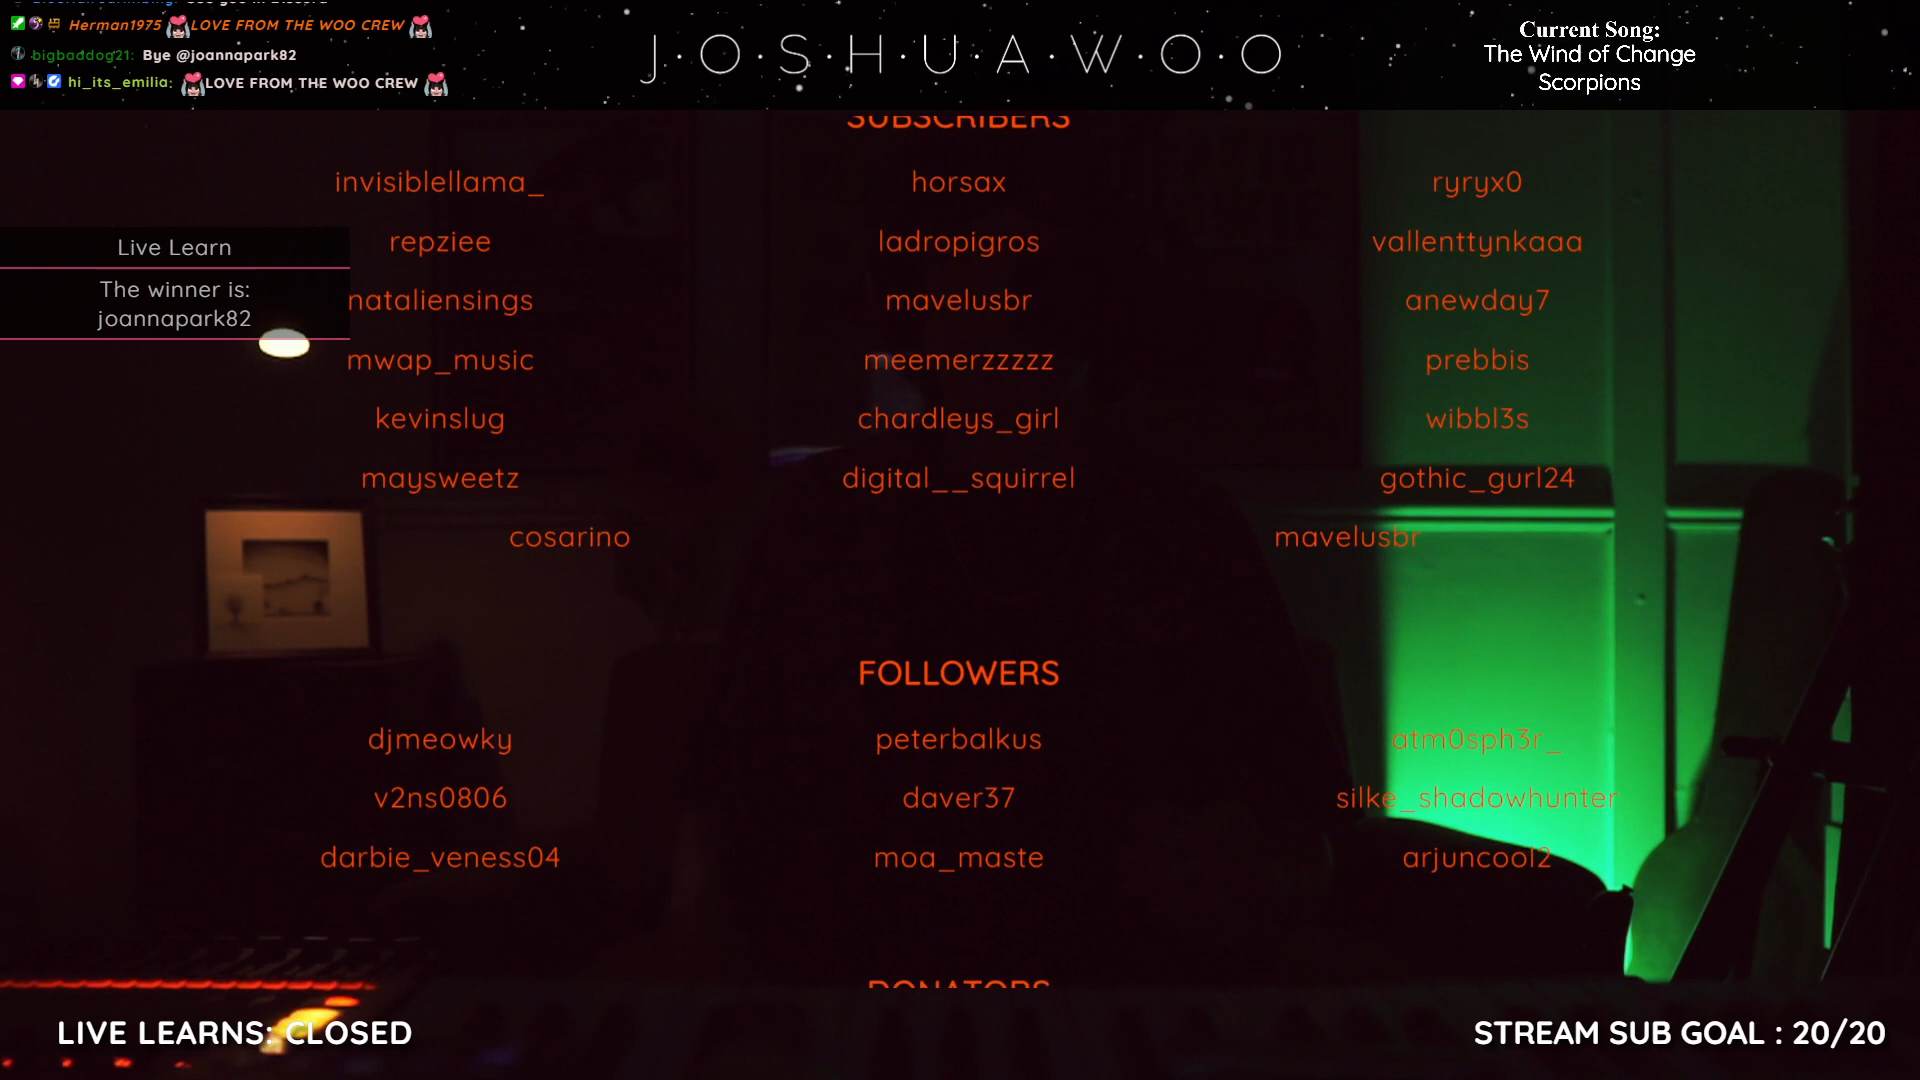 Herman1975 LOVE FROM THE WOO CREW
bigbaddog21: Bye @joannapark82
hi_its_emilia: LOVE FROM THE WOO CREW
J·O·S·H·U·A·W·O·O
Current Song:
The Wind of Change
Scorpions
SUBSCRIBERS
invisiblellama_ horsax ryryx0
repziee ladropigros vallenttynkaaa
nataliensings mavelusbr anewday7
mwap_music meemerzzzzz prebbis
kevinslug chardleys_girl wibbl3s
maysweetz digital__squirrel gothic_gurl24
cosarino mavelusbr
Live Learn
The winner is:
joannapark82
FOLLOWERS
djmeowky peterbalkus atm0sph3r_
v2ns0806 daver37 silke_shadowhunter
darbie_veness04 moa_maste arjuncool2
DONATORS
LIVE LEARNS: CLOSED
STREAM SUB GOAL : 20/20